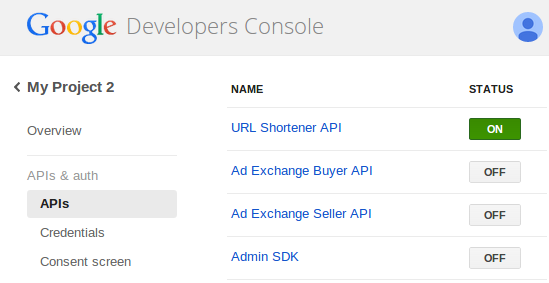 Google Developers Console
My Project 2
Overview
APIs & auth
APIs
Credentials
Consent screen
NAME STATUS
URL Shortener API ON
Ad Exchange Buyer API OFF
Ad Exchange Seller API OFF
Admin SDK OFF